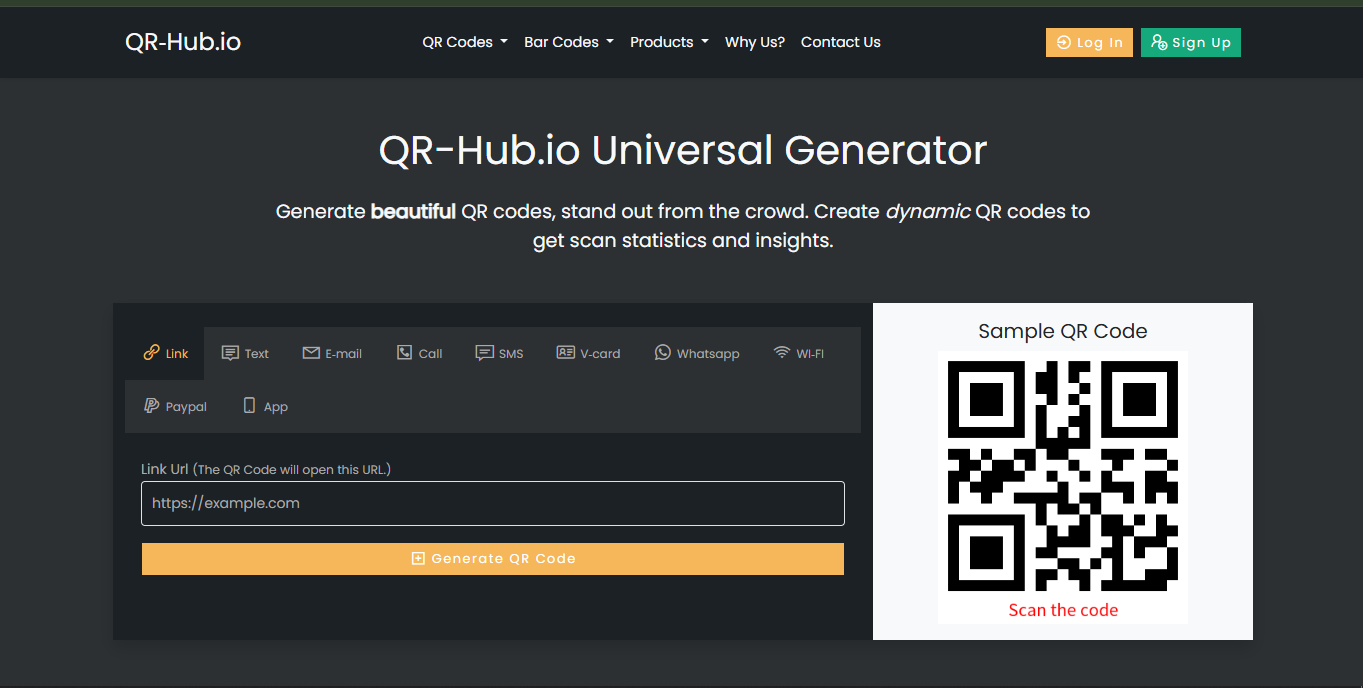 QR-Hub.io
QR Codes
Bar Codes
Products
Why Us?
Contact Us
Log In
Sign Up
QR-Hub.io Universal Generator
Generate beautiful QR codes, stand out from the crowd. Create dynamic QR codes to
get scan statistics and insights.
Link
Text
E-mail
Call
SMS
V-card
Whatsapp
WI-FI
Paypal
App
Link Url (The QR Code will open this URL.)
https://example.com
Generate QR Code
Sample QR Code
Scan the code